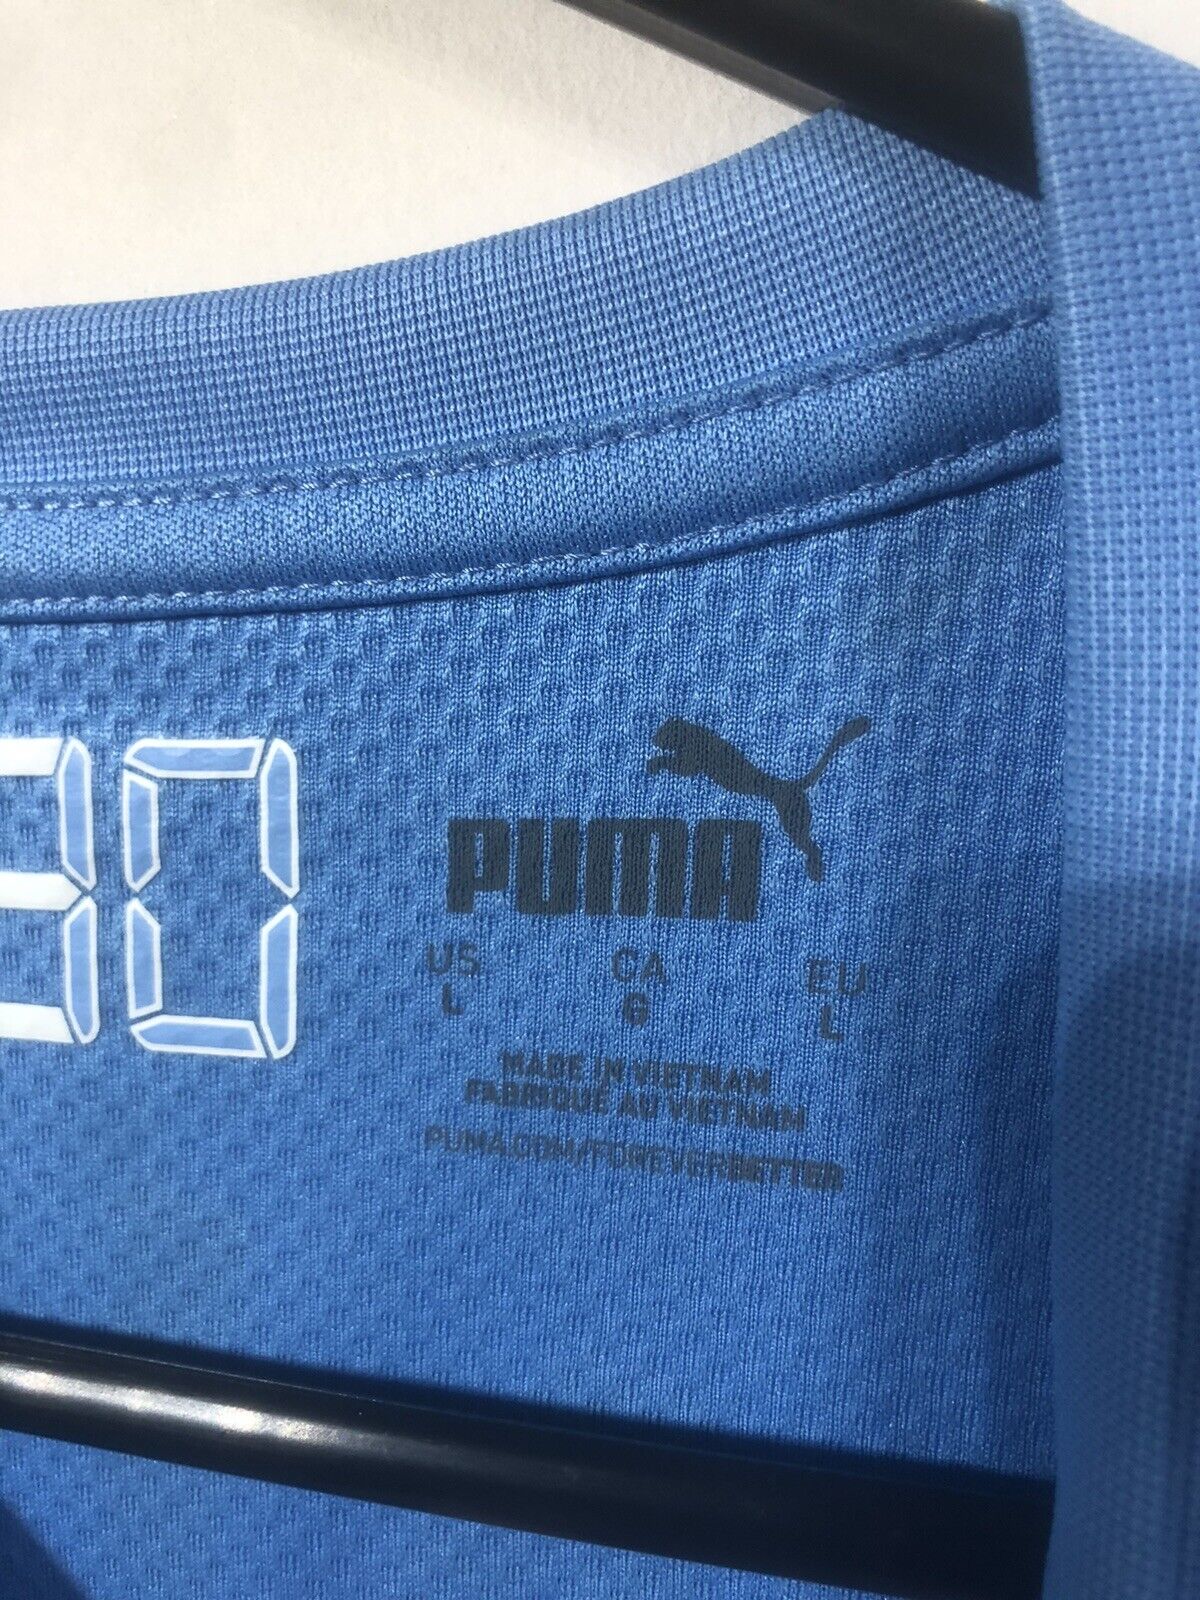 30
PUMA
US CA EU
L G L
MADE IN VIETNAM
FABRIQUÉ AU VIETNAM
PUMA.COM/FOREVERBETTER